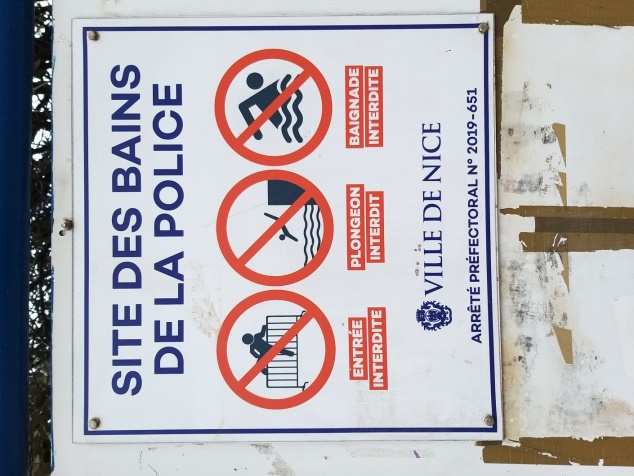 SITE DES BAINS
DE LA POLICE
ENTRÉE
INTERDITE
PLONGEON
INTERDIT
BAIGNADE
INTERDITE
VILLE DE NICE
ARRÊTÉ PRÉFECTORAL N° 2019-651